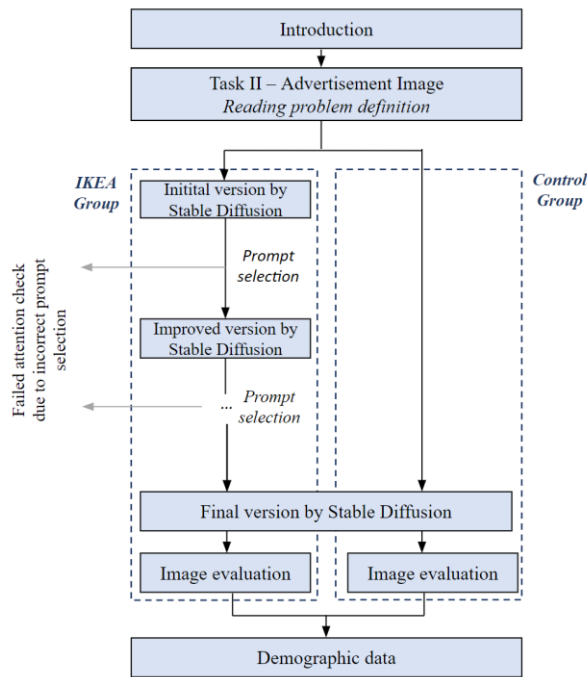 Introduction
Task II – Advertisement Image
Reading problem definition
IKEA
Group
Control
Group
Initital version by
Stable Diffusion
Prompt
selection
Failed attention check
due to incorrect prompt
selection
Improved version by
Stable Diffusion
... Prompt
selection
Final version by Stable Diffusion
Image evaluation
Image evaluation
Demographic data